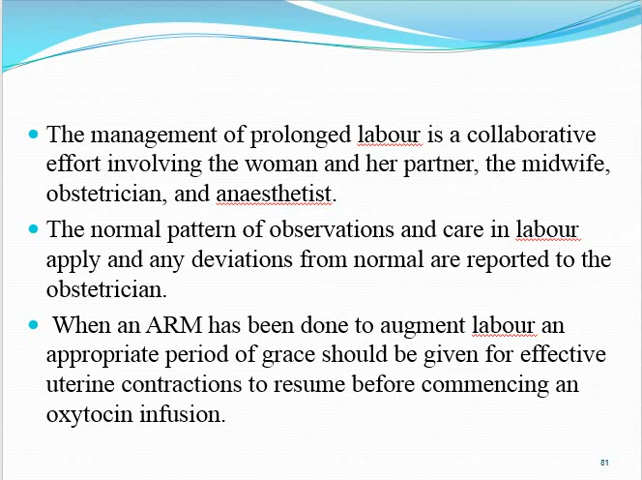 • The management of prolonged labour is a collaborative
effort involving the woman and her partner, the midwife,
obstetrician, and anaesthetist.
• The normal pattern of observations and care in labour
apply and any deviations from normal are reported to the
obstetrician.
• When an ARM has been done to augment labour an
appropriate period of grace should be given for effective
uterine contractions to resume before commencing an
oxytocin infusion.
81